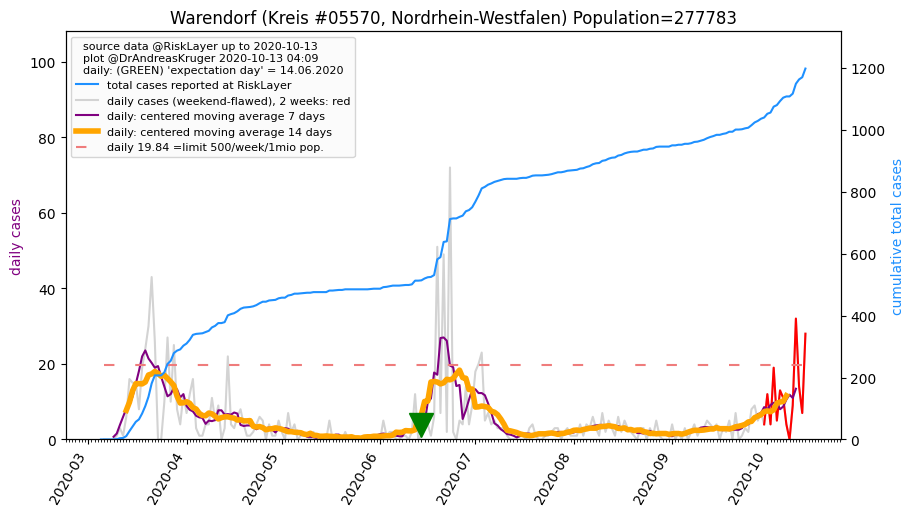 Warendorf (Kreis #05570, Nordrhein-Westfalen) Population=277783
source data @RiskLayer up to 2020-10-13
plot @DrAndreasKruger 2020-10-13 04:09
daily: (GREEN) 'expectation day' = 14.06.2020
total cases reported at RiskLayer
daily cases (weekend-flawed), 2 weeks: red
daily: centered moving average 7 days
daily: centered moving average 14 days
daily 19.84 =limit 500/week/1mio pop.
daily cases
100
80
60
40
20
0
cumulative total cases
1200
1000
800
600
400
200
0
2020-03
2020-04
2020-05
2020-06
2020-07
2020-08
2020-09
2020-10